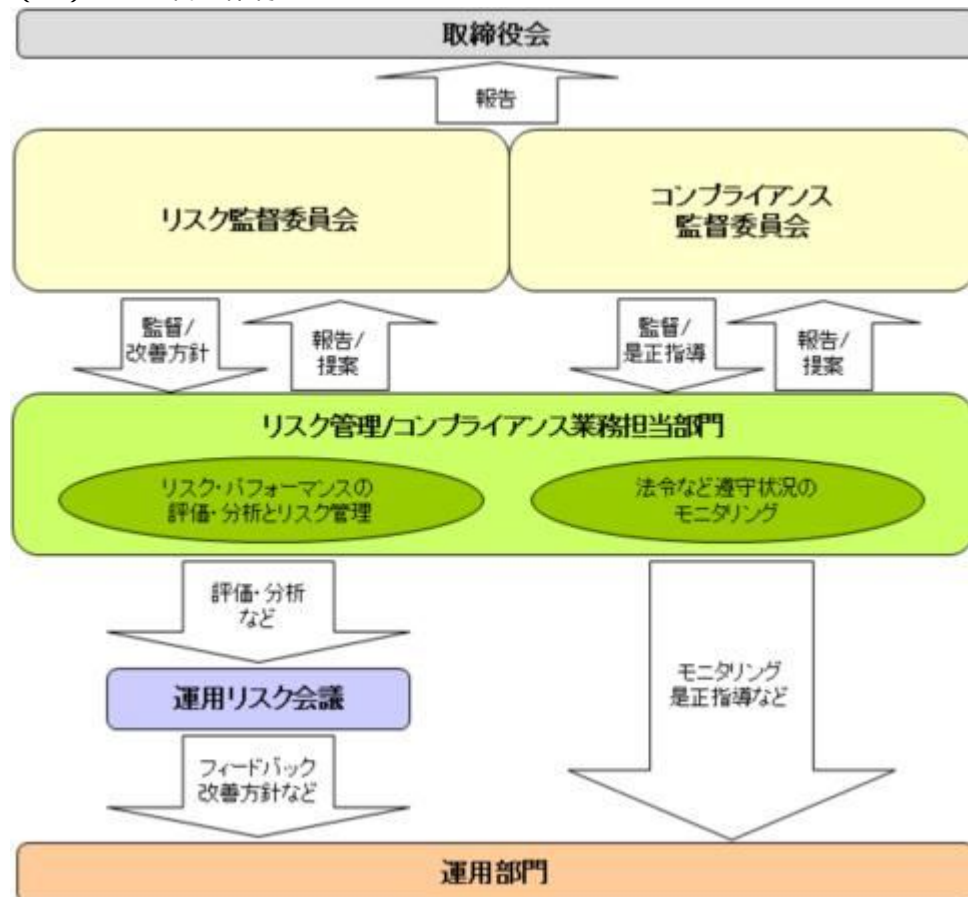 取締役会
報告
リスク監督委員会
コンプライアンス
監督委員会
監督/
改善方針
報告/
提案
監督/
是正指導
報告/
提案
リスク管理/コンプライアンス業務担当部門
リスク・パフォーマンスの
評価・分析とリスク管理
法令など遵守状況の
モニタリング
評価・分析
など
運用リスク会議
モニタリング
是正指導など
フィードバック
改善方針など
運用部門